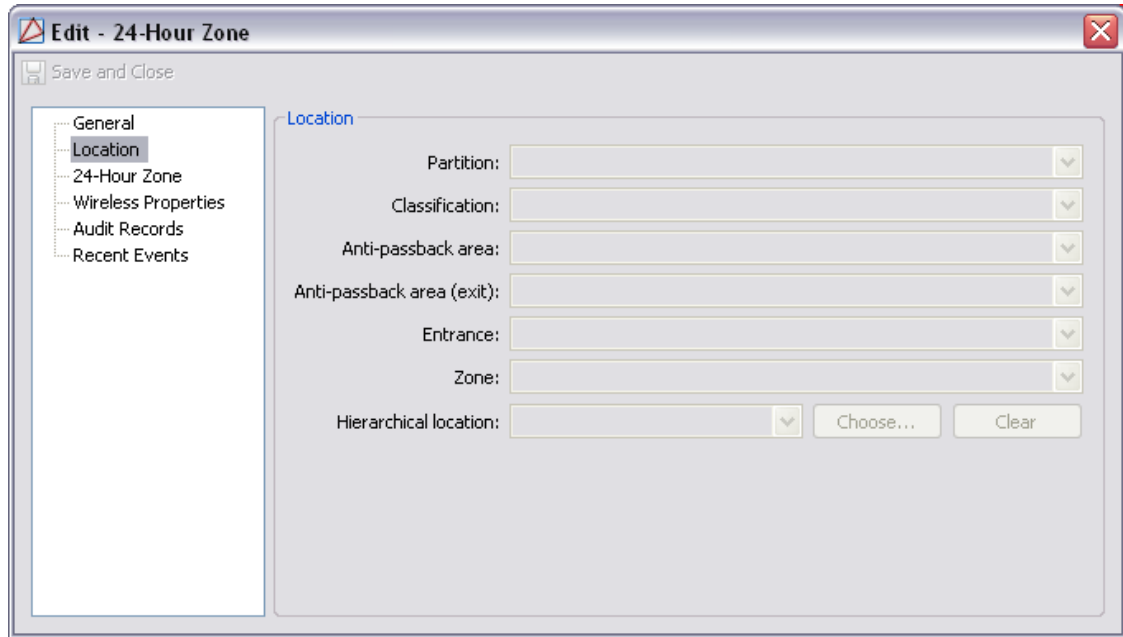 Edit - 24-Hour Zone
Save and Close
General
Location
24-Hour Zone
Wireless Properties
Audit Records
Recent Events
Location
Partition:
Classification:
Anti-passback area:
Anti-passback area (exit):
Entrance:
Zone:
Hierarchical location:
Choose...
Clear